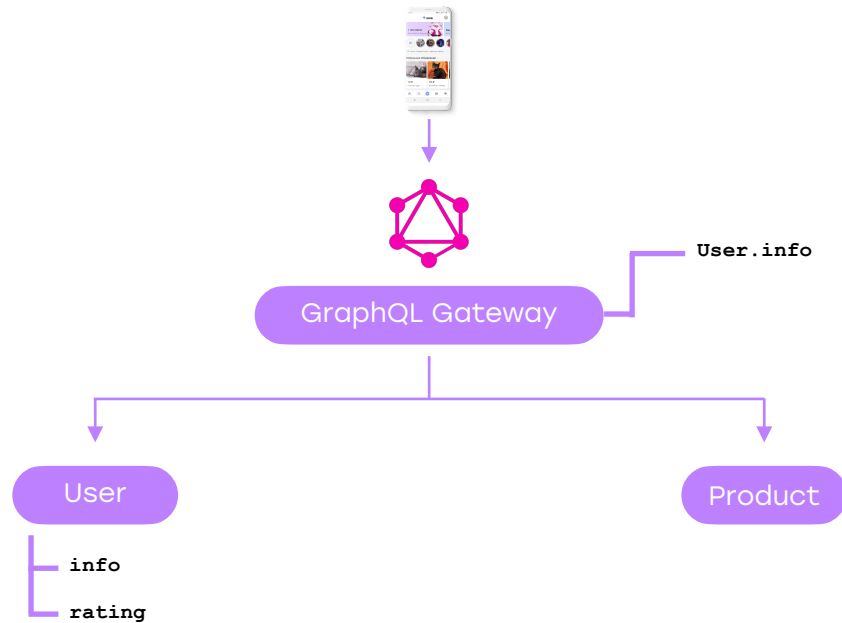 User.info
GraphQL Gateway
User
Product
info
rating